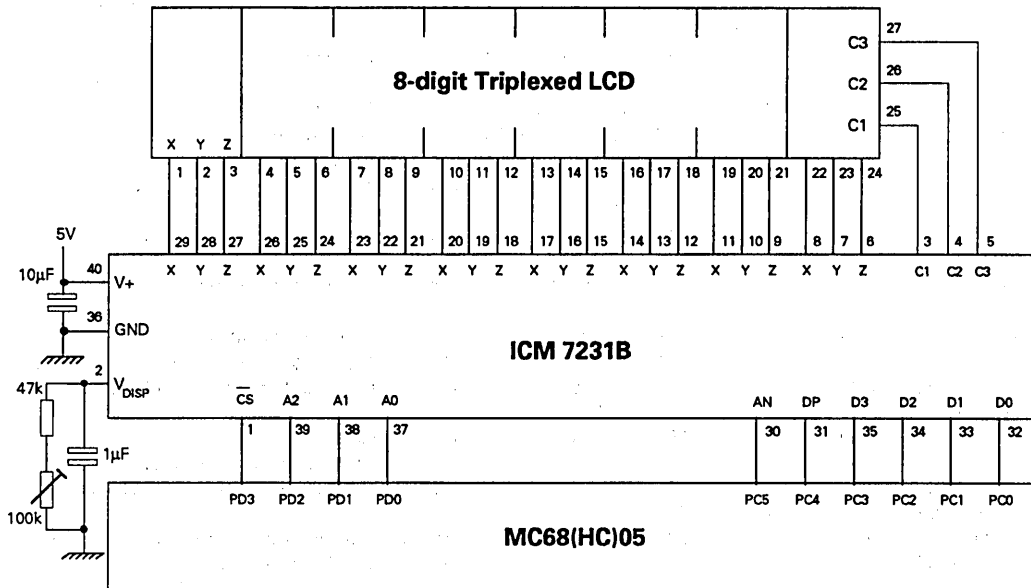 C3 27
8-digit Triplexed LCD
C2 26
C1 25
X Y Z
1 2 3 4 5 6 7 8 9 10 11 12 13 14 15 16 17 18 19 20 21 22 23 24
5V
29 28 27 26 25 24 23 22 21 20 19 18 17 16 15 14 13 12 11 10 9 8 7 6 3 4 5
X Y Z X Y Z X Y Z X Y Z X Y Z X Y Z X Y Z X Y Z C1 C2 C3
10µF 40 V+
36 GND
ICM 7231B
2 VDISP
47k
CS A2 A1 A0 AN DP D3 D2 D1 D0
1 39 38 37 30 31 35 34 33 32
1µF
PD3 PD2 PD1 PD0 PC5 PC4 PC3 PC2 PC1 PC0
100k
MC68(HC)05